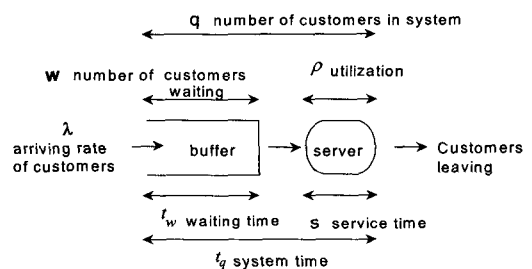 q number of customers in system
w number of customers
waiting
ρ utilization
λ
arriving rate
of customers
buffer
server
Customers
leaving
t_w waiting time
s service time
t_q system time